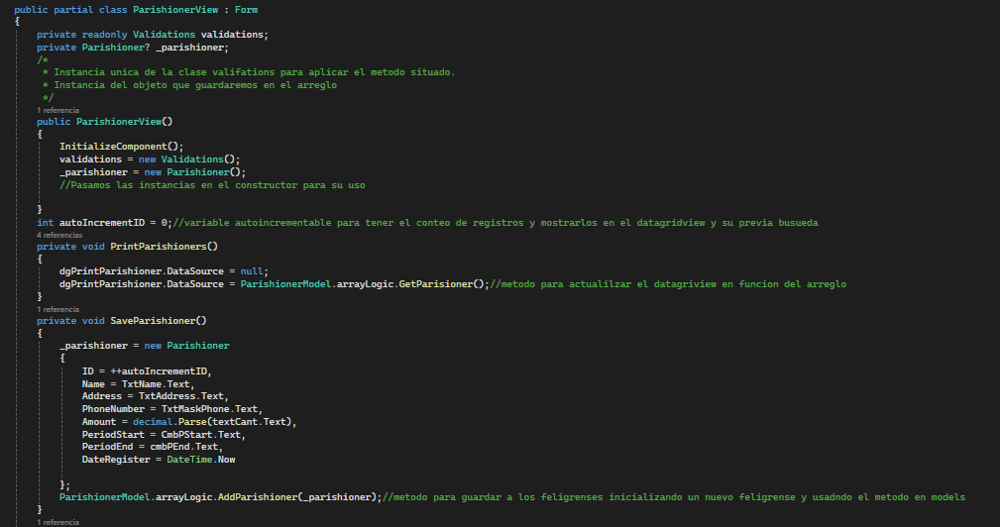 public partial class ParishionerView : Form
{
private readonly Validations validations;
private Parishioner? _parishioner;
/*
* Instancia unica de la clase valifations para aplicar el metodo situado.
* Instancia del objeto que guardaremos en el arreglo
*/
1 referencia
public ParishionerView()
{
InitializeComponent();
validations = new Validations();
_parishioner = new Parishioner();
//Pasamos las instancias en el constructor para su uso
}
int autoIncrementID = 0;//variable autoincrementable para tener el conteo de registros y mostrarlos en el datagridview y su previa busueda
4 referencias
private void PrintParishioners()
{
dgPrintParishioner.DataSource = null;
dgPrintParishioner.DataSource = ParishionerModel.arrayLogic.GetParisioner();//metodo para actualilzar el datagriview en funcion del arreglo
}
1 referencia
private void SaveParishioner()
{
_parishioner = new Parishioner
{
ID = ++autoIncrementID,
Name = TxtName.Text,
Address = TxtAddress.Text,
PhoneNumber = TxtMaskPhone.Text,
Amount = decimal.Parse(textCant.Text),
PeriodStart = CmbPStart.Text,
PeriodEnd = cmbPEnd.Text,
DateRegister = DateTime.Now
};
ParishionerModel.arrayLogic.AddParishioner(_parishioner);//metodo para guardar a los feligrenses inicializando un nuevo feligrense y usadndo el metodo en models
}
1 referencia